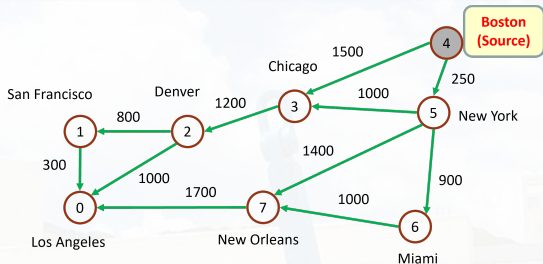 Boston
(Source)
4
1500
250
Chicago
San Francisco
Denver
1200
3
1000
5
New York
800
1
2
300
1000
1400
900
1700
1000
0
7
6
Los Angeles
New Orleans
Miami